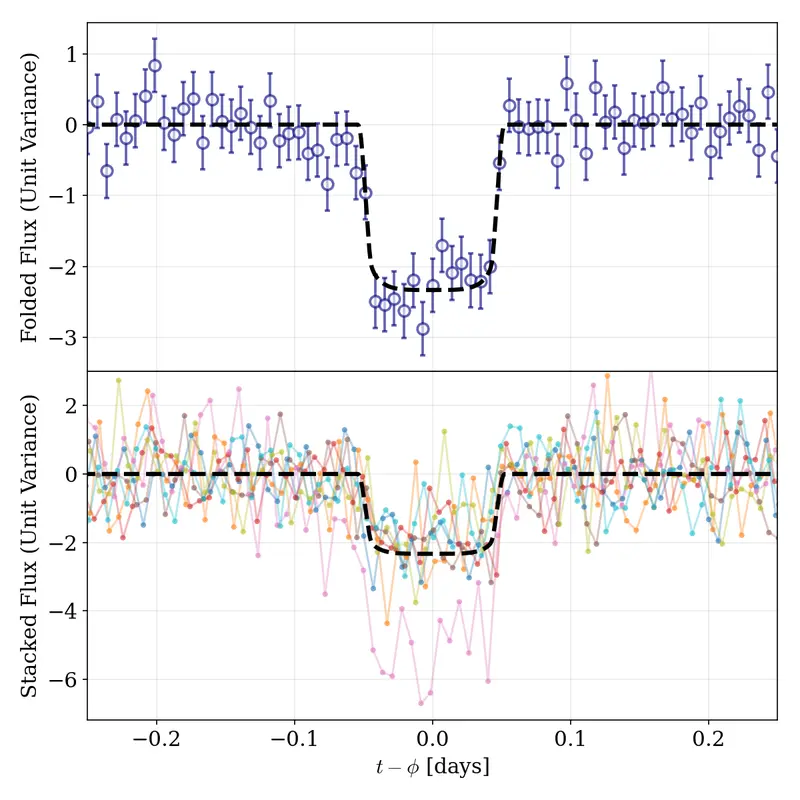 Folded Flux (Unit Variance)
1
0
−1
−2
−3
Stacked Flux (Unit Variance)
2
0
−2
−4
−6
−0.2 −0.1 0.0 0.1 0.2
t − ϕ [days]